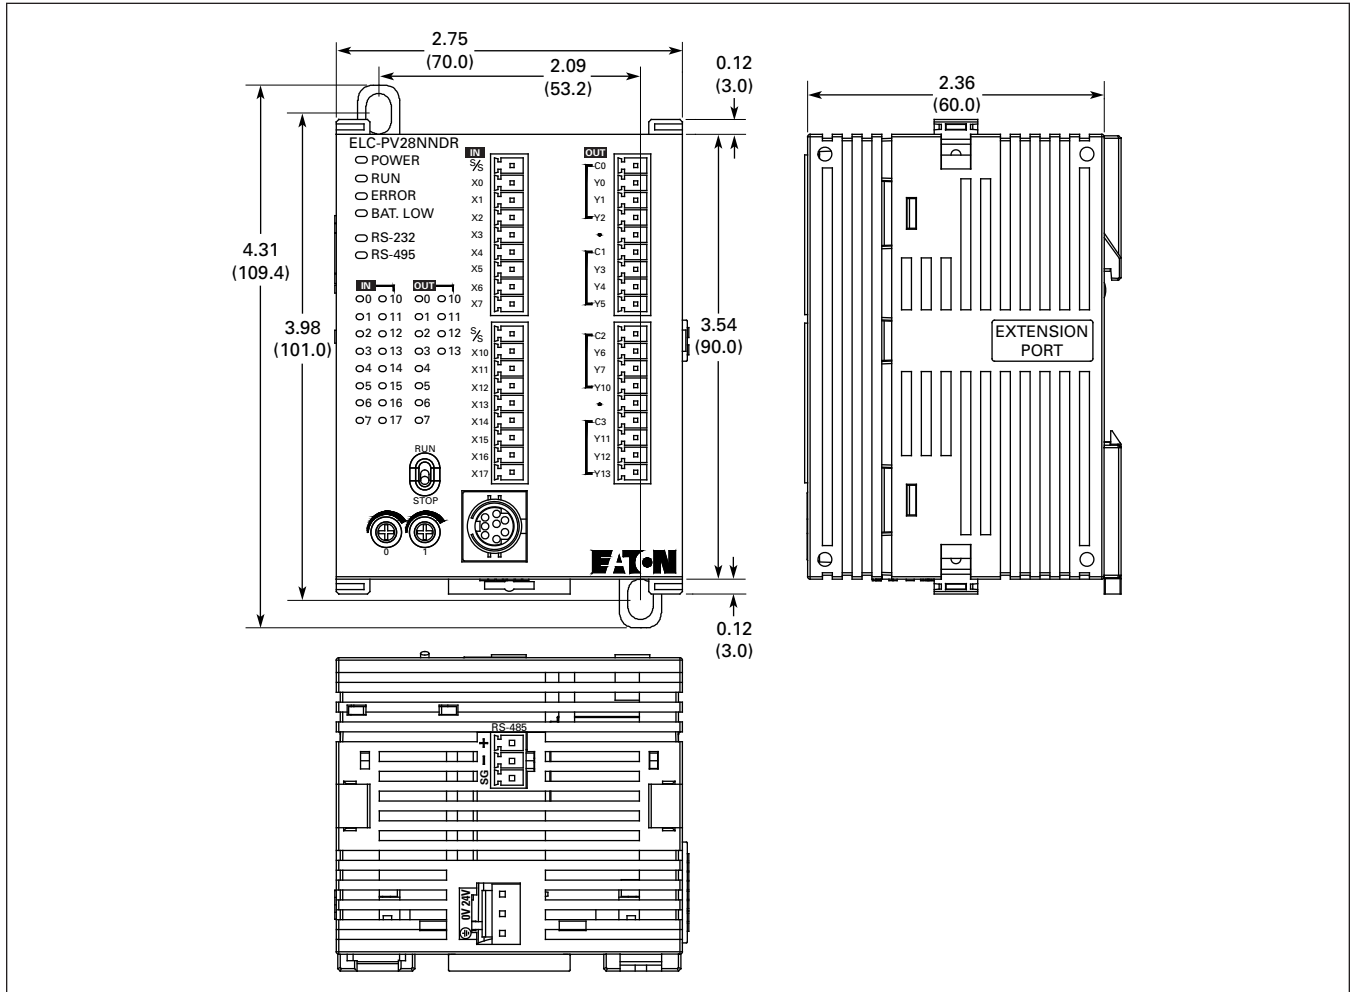 2.75
(70.0)
2.09
(53.2)
0.12
(3.0)
2.36
(60.0)
4.31
(109.4)
3.98
(101.0)
3.54
(90.0)
0.12
(3.0)
ELC-PV28NNDR
POWER
RUN
ERROR
BAT. LOW
RS-232
RS-495
IN
OUT
0 10 0 10
1 11 1 11
2 12 2 12
3 13 3 13
4 14 4
5 15 5
6 16 6
7 17 7
RUN
STOP
0
1
IN
S/S
X0
X1
X2
X3
X4
X5
X6
X7
S/S
X10
X11
X12
X13
X14
X15
X16
X17
OUT
C0
Y0
Y1
Y2
C1
Y3
Y4
Y5
C2
Y6
Y7
Y10
C3
Y11
Y12
Y13
EATON
EXTENSION
PORT
RS-485
+
−
SG
0V 24V